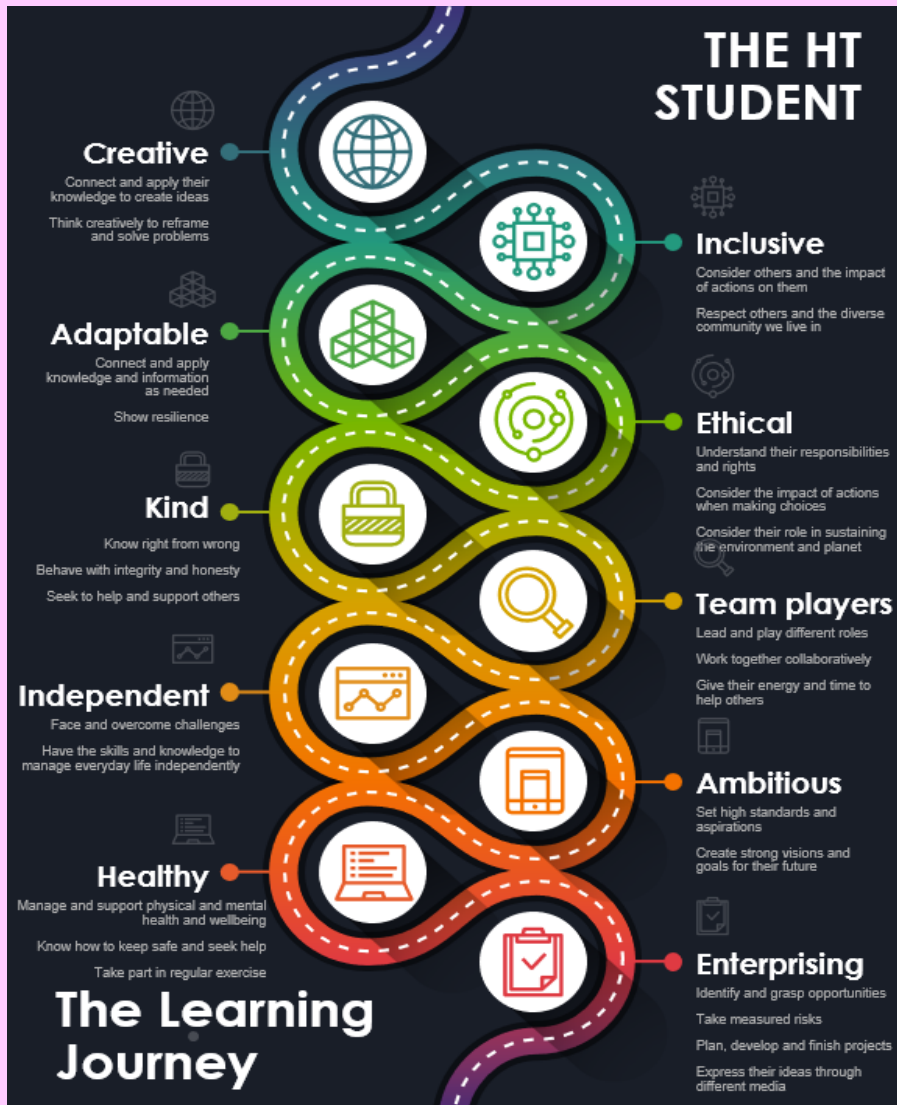 THE HT
STUDENT
Creative
Connect and apply their
knowledge to create ideas
Think creatively to reframe
and solve problems
Inclusive
Consider others and the impact
of actions on them
Respect others and the diverse
community we live in
Adaptable
Connect and apply
knowledge and information
as needed
Show resilience
Ethical
Understand their responsibilities
and rights
Consider the impact of actions
when making choices
Consider their role in sustaining
the environment and planet
Kind
Know right from wrong
Behave with integrity and honesty
Seek to help and support others
Team players
Lead and play different roles
Work together collaboratively
Give their energy and time to
help others
Independent
Face and overcome challenges
Have the skills and knowledge to
manage everyday life independently
Ambitious
Set high standards and
aspirations
Create strong visions and
goals for their future
Healthy
Manage and support physical and mental
health and wellbeing
Know how to keep safe and seek help
Take part in regular exercise
Enterprising
Identify and grasp opportunities
Take measured risks
Plan, develop and finish projects
Express their ideas through
different media
The Learning
Journey